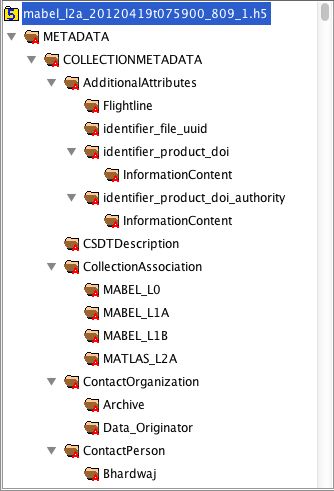 mabel_l2a_20120419t075900_809_1.h5
METADATA
COLLECTIONMETADATA
AdditionalAttributes
Flightline
identifier_file_uuid
identifier_product_doi
InformationContent
identifier_product_doi_authority
InformationContent
CSDTDescription
CollectionAssociation
MABEL_L0
MABEL_L1A
MABEL_L1B
MATLAS_L2A
ContactOrganization
Archive
Data_Originator
ContactPerson
Bhardwaj